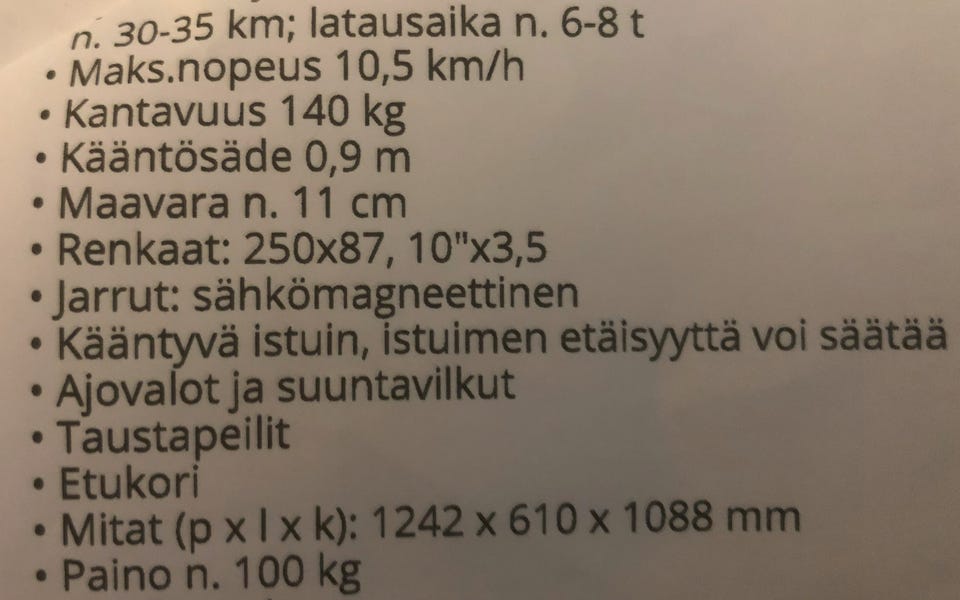 n. 30-35 km; latausaika n. 6-8 t
• Maks.nopeus 10,5 km/h
• Kantavuus 140 kg
• Kääntösäde 0,9 m
• Maavara n. 11 cm
• Renkaat: 250x87, 10"x3,5
• Jarrut: sähkömagneettinen
• Kääntyvä istuin, istuimen etäisyyttä voi säätää
• Ajovalot ja suuntavilkut
• Taustapeilit
• Etukori
• Mitat (p x l x k): 1242 x 610 x 1088 mm
• Paino n. 100 kg